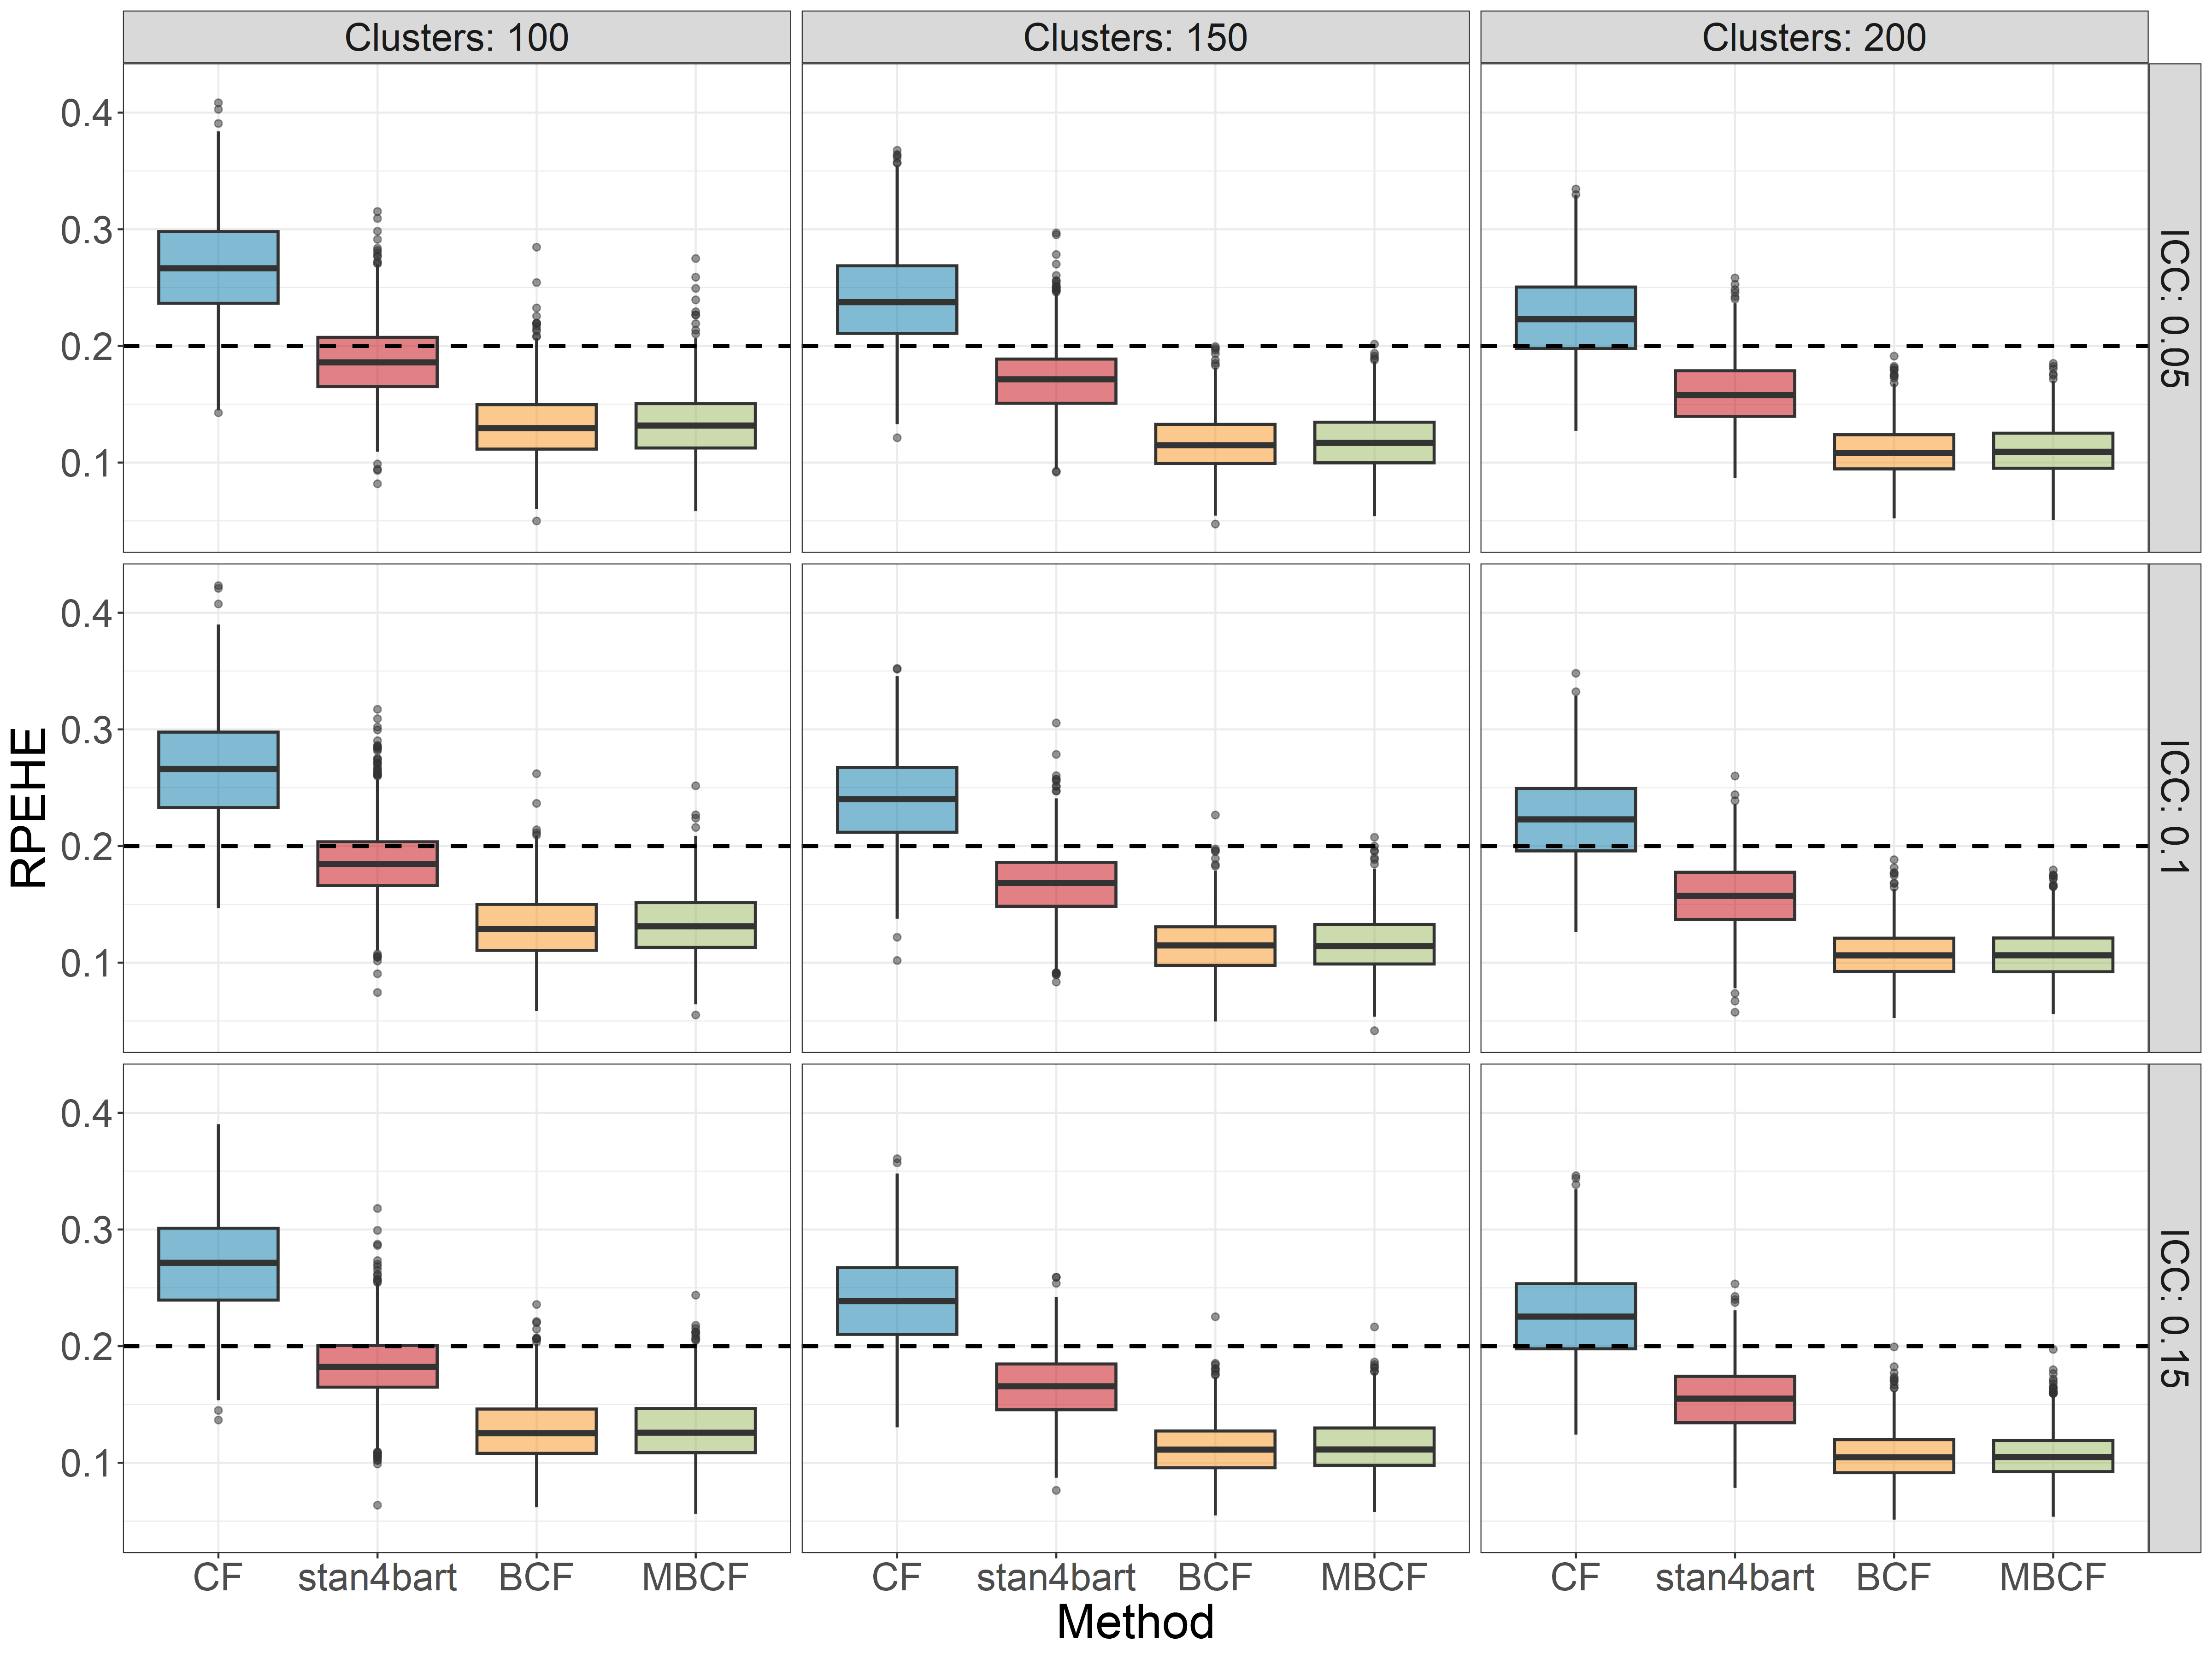 Clusters: 100
Clusters: 150
Clusters: 200
0.4
0.3
0.2
0.1
ICC: 0.05
RPEHE
0.4
0.3
0.2
0.1
ICC: 0.1
0.4
0.3
0.2
0.1
ICC: 0.15
CF stan4bart BCF MBCF
CF stan4bart BCF MBCF
CF stan4bart BCF MBCF
Method